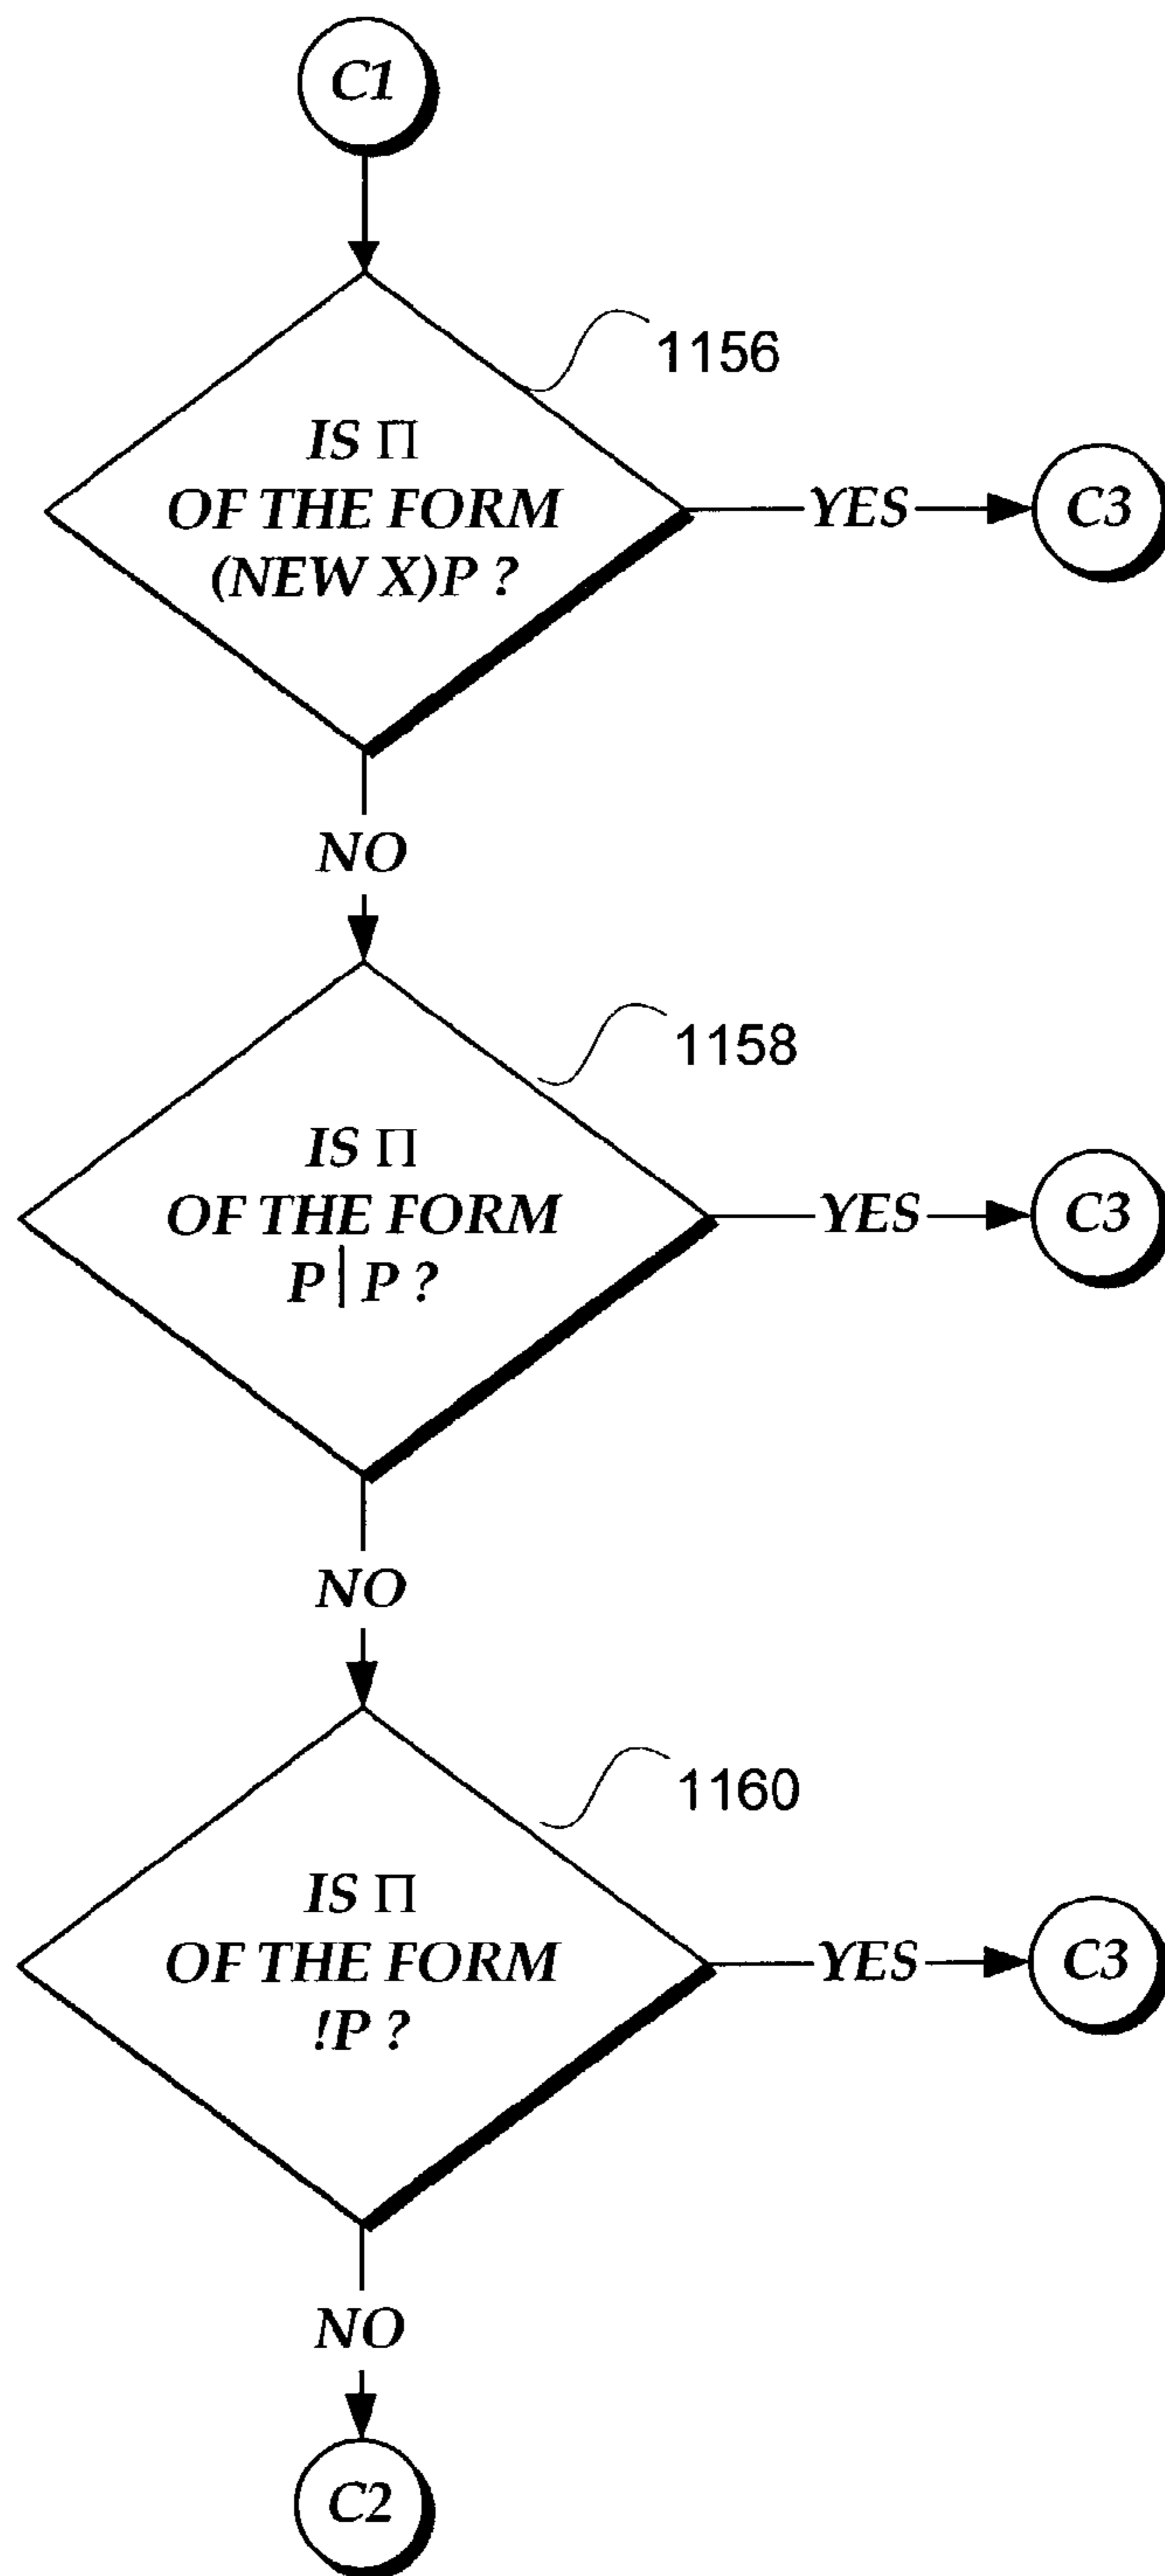 C1
1156
IS Π
OF THE FORM
(NEW X)P ?
YES
C3
NO
1158
IS Π
OF THE FORM
P | P ?
YES
C3
NO
1160
IS Π
OF THE FORM
!P ?
YES
C3
NO
C2